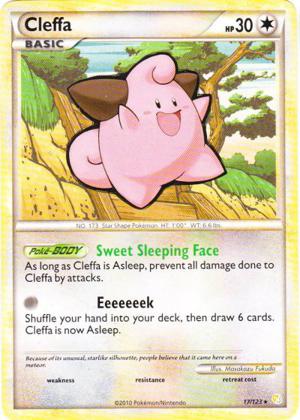 Cleffa
HP 30
BASIC
NO. 173 Star Shape Pokémon HT: 1'00" WT: 6.6 lbs.
Poké-BODY Sweet Sleeping Face
As long as Cleffa is Asleep, prevent all damage done to
Cleffa by attacks.
Eeeeeeek
Shuffle your hand into your deck, then draw 6 cards.
Cleffa is now Asleep.
Because of its unusual, starlike silhouette, people believe that it came here on a
meteor.
Illus. Masakazu Fukuda
weakness resistance retreat cost
©2010 Pokémon/Nintendo
17/123 ★